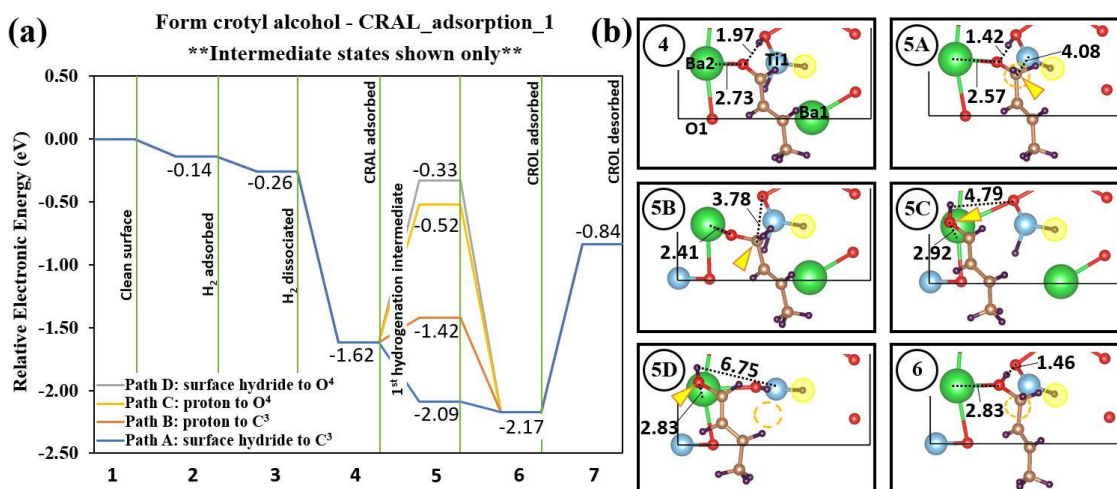 (a)
Form crotyl alcohol - CRAL_adsorption_1
**Intermediate states shown only**
Relative Electronic Energy (eV)
0.50
0.00
-0.50
-1.00
-1.50
-2.00
-2.50
Clean surface
H₂ adsorbed
H₂ dissociated
CRAL adsorbed
1ˢᵗ hydrogenation intermediate
CROL adsorbed
CROL desorbed
-0.14
-0.26
-1.62
-0.33
-0.52
-1.42
-2.09
-2.17
-0.84
Path D: surface hydride to O⁴
Path C: proton to O⁴
Path B: proton to C³
Path A: surface hydride to C³
1 2 3 4 5 6 7
(b)
4
1.97
Ba2
Ti1
2.73
Ba1
O1
5A
1.42
4.08
2.57
5B
3.78
2.41
5C
4.79
2.92
5D
6.75
2.83
6
1.46
2.83